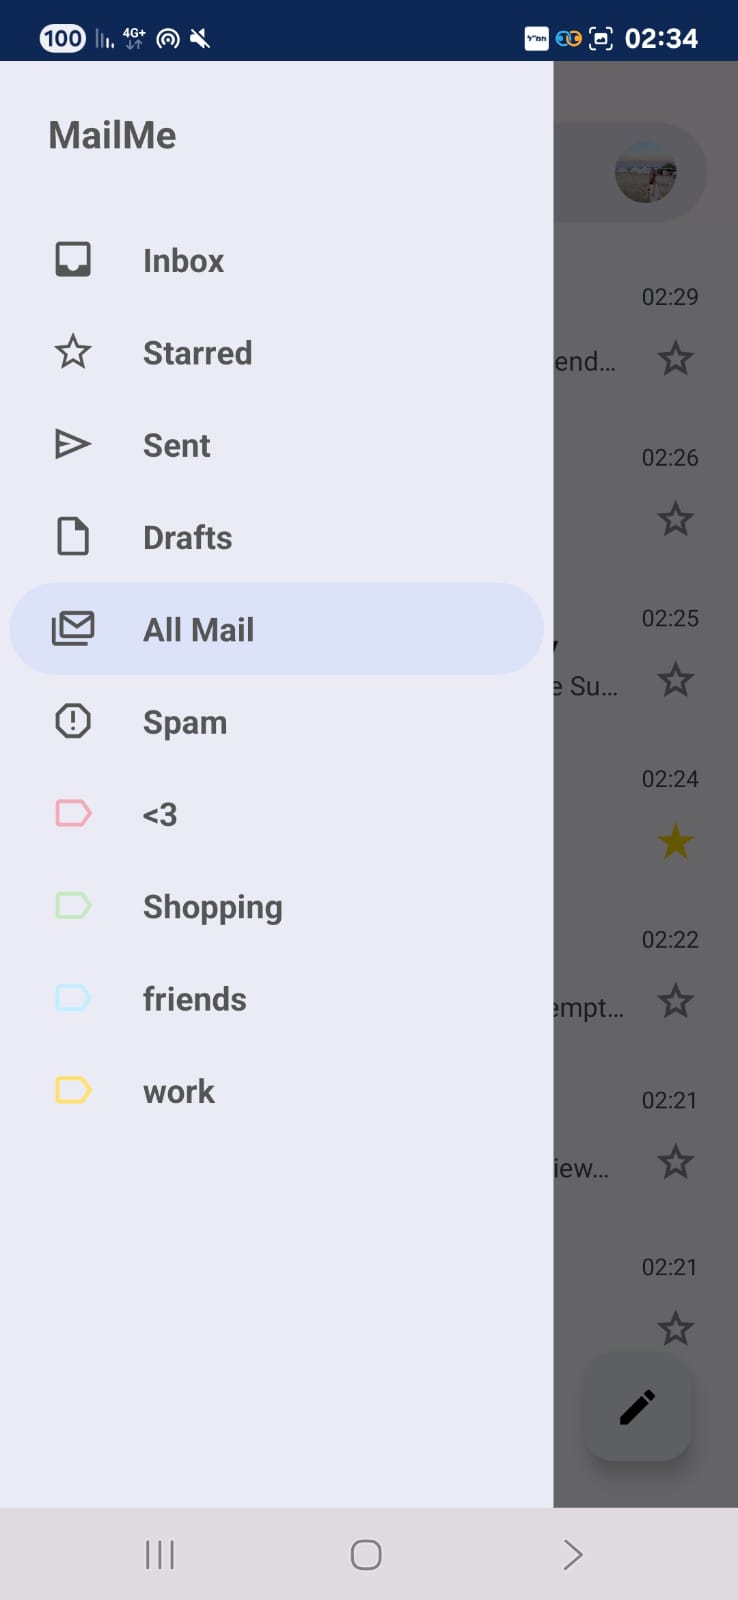 100 4G+ חמ"ל 02:34
MailMe
Inbox
02:29
Starred
end...
Sent
02:26
Drafts
02:25
All Mail
e Su...
Spam
02:24
<3
Shopping
02:22
friends
empt...
work
02:21
iew...
02:21